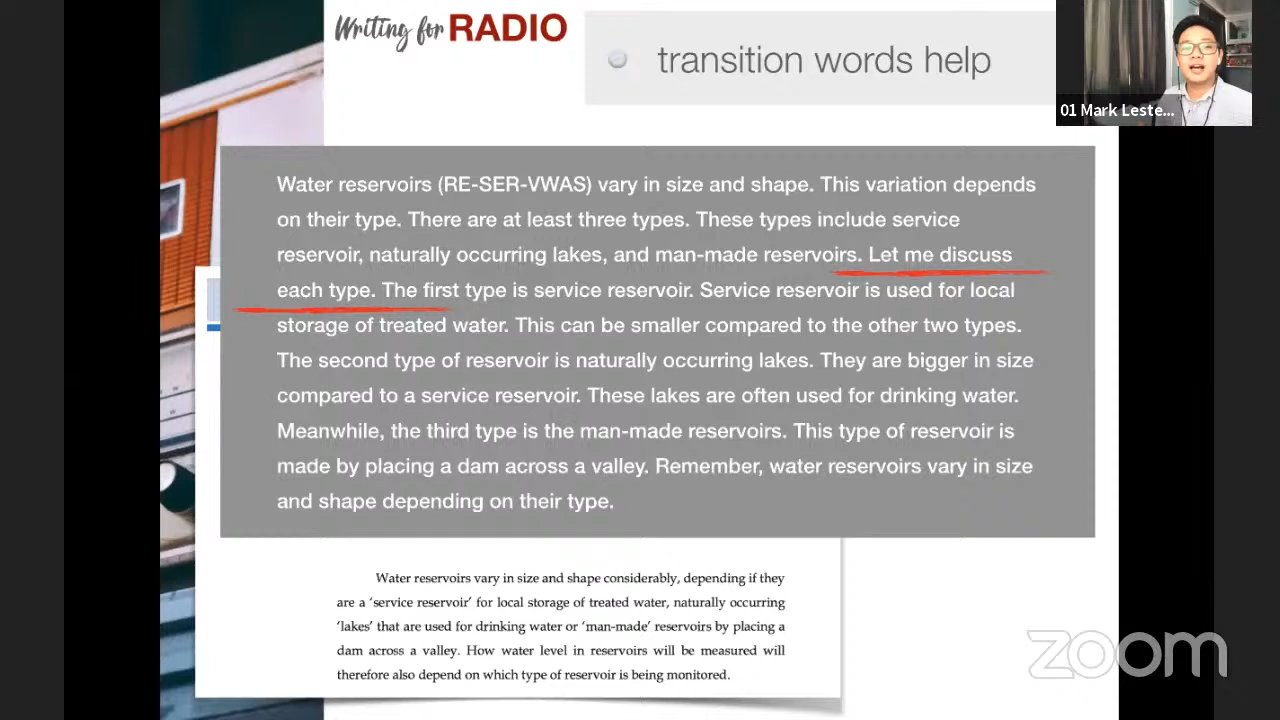 Writing for RADIO
transition words help
01 Mark Leste...
Water reservoirs (RE-SER-VWAS) vary in size and shape. This variation depends
on their type. There are at least three types. These types include service
reservoir, naturally occurring lakes, and man-made reservoirs. Let me discuss
each type. The first type is service reservoir. Service reservoir is used for local
storage of treated water. This can be smaller compared to the other two types.
The second type of reservoir is naturally occurring lakes. They are bigger in size
compared to a service reservoir. These lakes are often used for drinking water.
Meanwhile, the third type is the man-made reservoirs. This type of reservoir is
made by placing a dam across a valley. Remember, water reservoirs vary in size
and shape depending on their type.
Water reservoirs vary in size and shape considerably, depending if they
are a ‘service reservoir’ for local storage of treated water, naturally occurring
‘lakes’ that are used for drinking water or ‘man-made’ reservoirs by placing a
dam across a valley. How water level in reservoirs will be measured will
therefore also depend on which type of reservoir is being monitored.
zoom